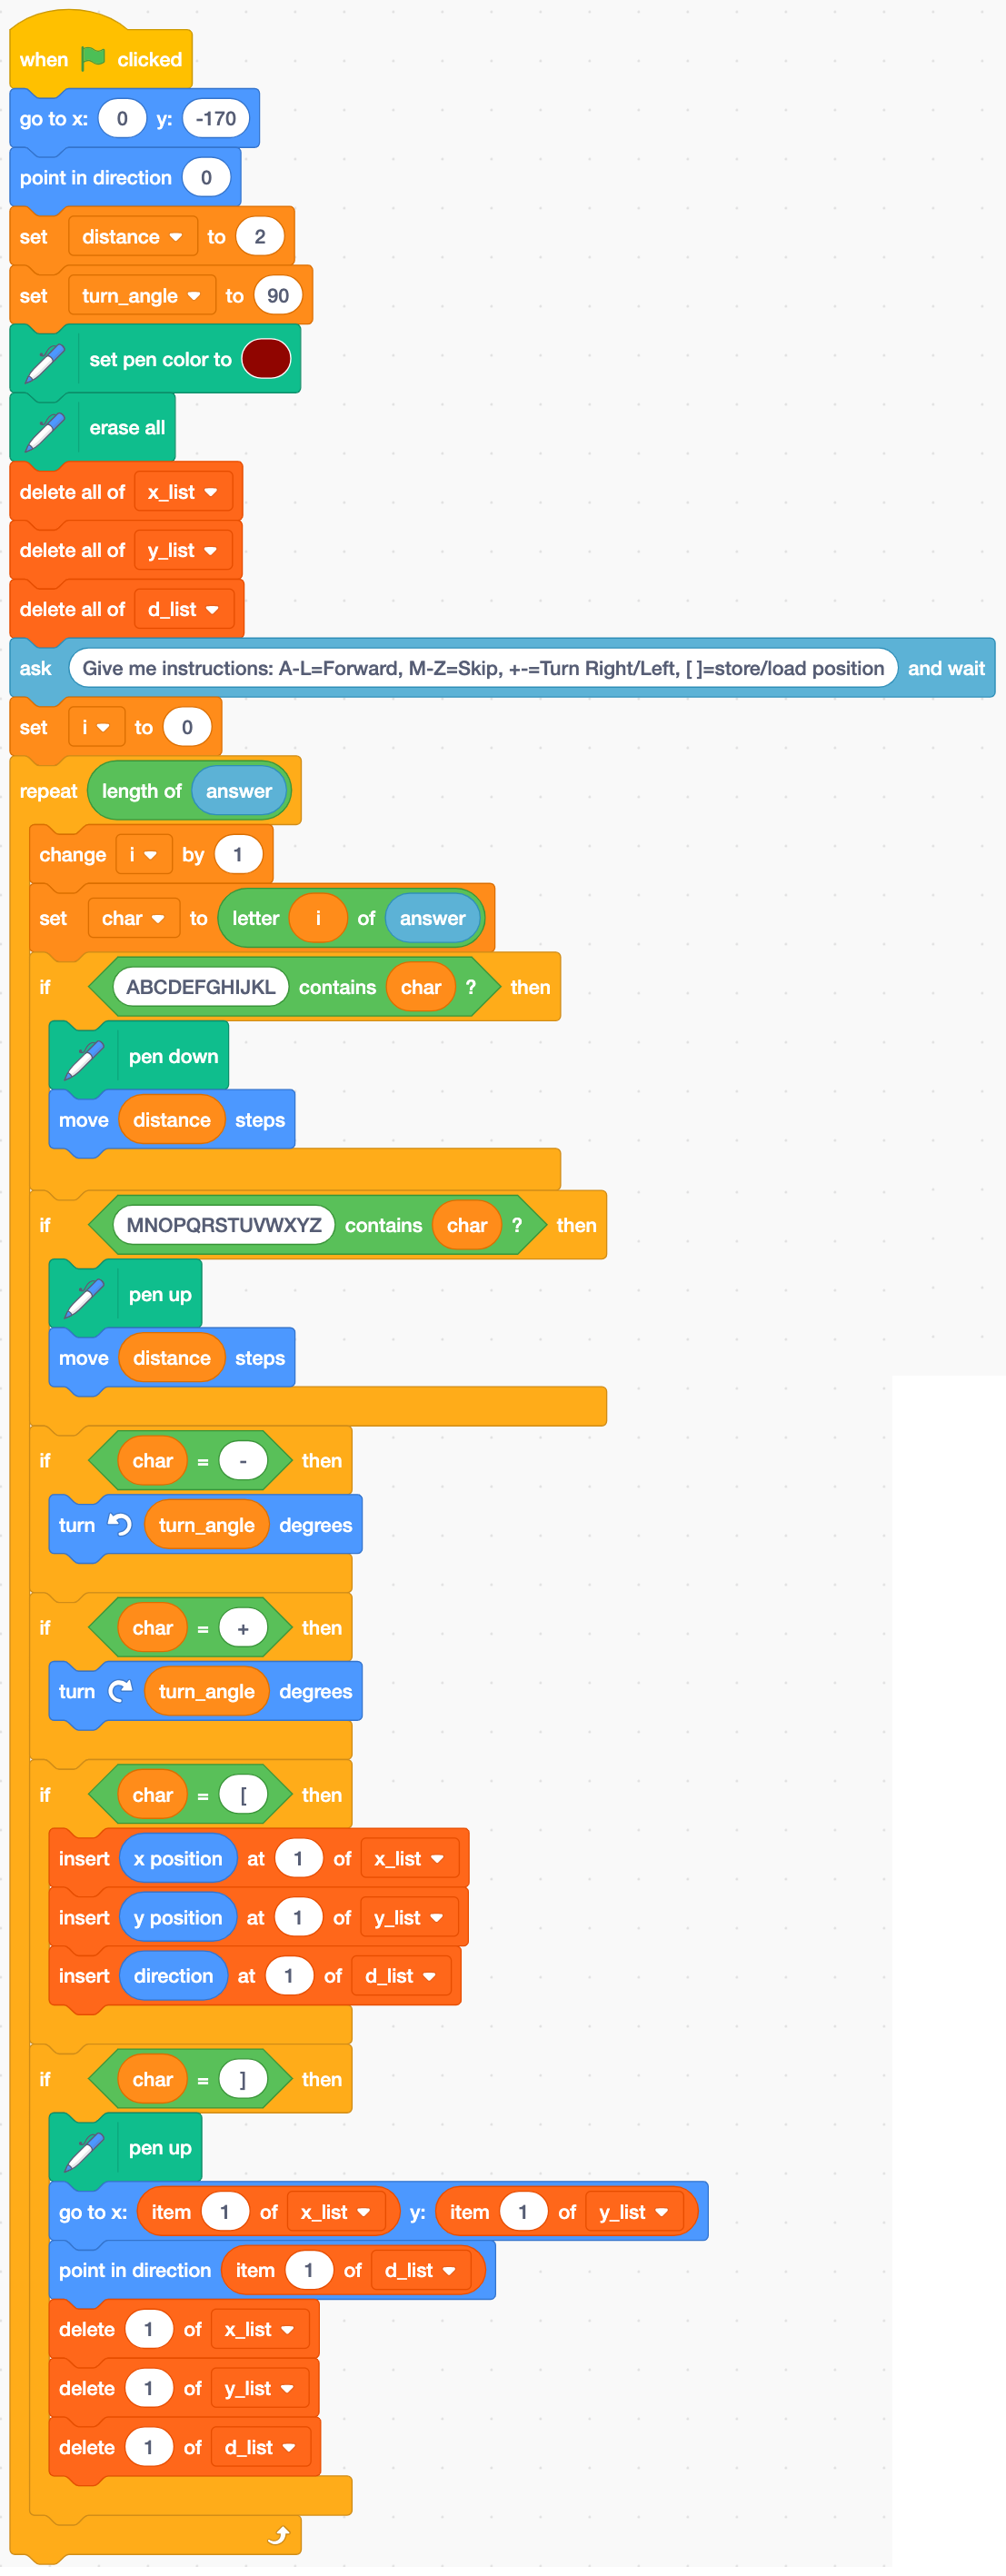 when clicked
go to x: 0 y: -170
point in direction 0
set distance to 2
set turn_angle to 90
set pen color to
erase all
delete all of x_list
delete all of y_list
delete all of d_list
ask Give me instructions: A-L=Forward, M-Z=Skip, +-=Turn Right/Left, [ ]=store/load position and wait
set i to 0
repeat length of answer
change i by 1
set char to letter i of answer
if ABCDEFGHIJKL contains char ? then
pen down
move distance steps
if MNOPQRSTUVWXYZ contains char ? then
pen up
move distance steps
if char = - then
turn turn_angle degrees
if char = + then
turn turn_angle degrees
if char = [ then
insert x position at 1 of x_list
insert y position at 1 of y_list
insert direction at 1 of d_list
if char = ] then
pen up
go to x: item 1 of x_list y: item 1 of y_list
point in direction item 1 of d_list
delete 1 of x_list
delete 1 of y_list
delete 1 of d_list